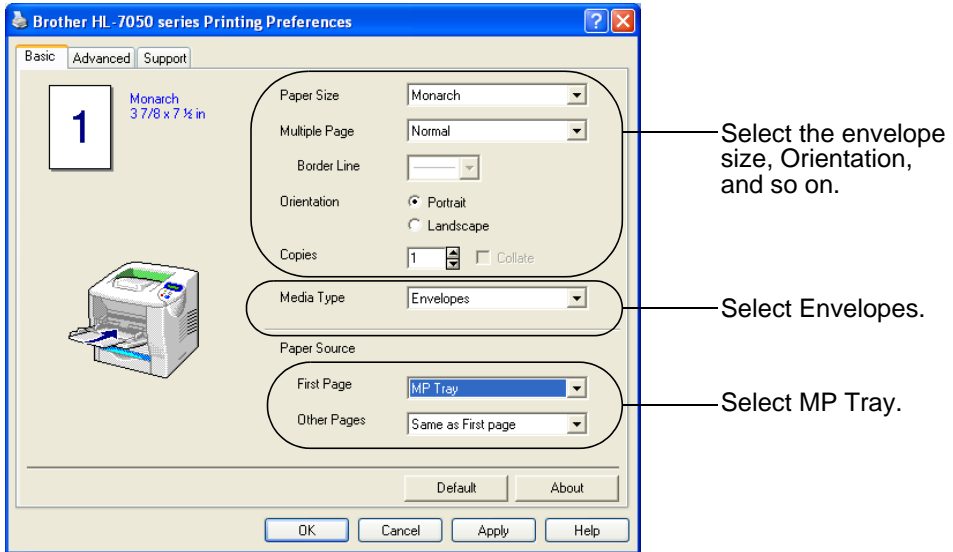 Brother HL-7050 series Printing Preferences
Basic Advanced Support
1
Monarch
3 7/8 x 7 ½ in
Paper Size Monarch
Multiple Page Normal
Border Line
Orientation Portrait
Landscape
Copies 1 Collate
Select the envelope
size, Orientation,
and so on.
Media Type Envelopes
Select Envelopes.
Paper Source
First Page MP Tray
Other Pages Same as First page
Select MP Tray.
Default About
OK Cancel Apply Help